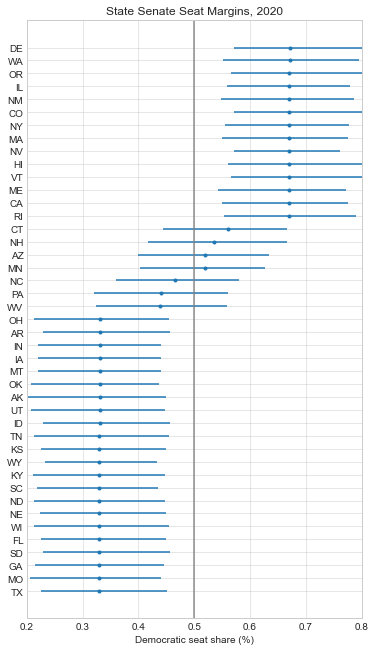 State Senate Seat Margins, 2020
DE
WA
OR
IL
NM
CO
NY
MA
NV
HI
VT
ME
CA
RI
CT
NH
AZ
MN
NC
PA
WV
OH
AR
IN
IA
MT
OK
AK
UT
ID
TN
KS
WY
KY
SC
ND
NE
WI
FL
SD
GA
MO
TX
0.2 0.3 0.4 0.5 0.6 0.7 0.8
Democratic seat share (%)